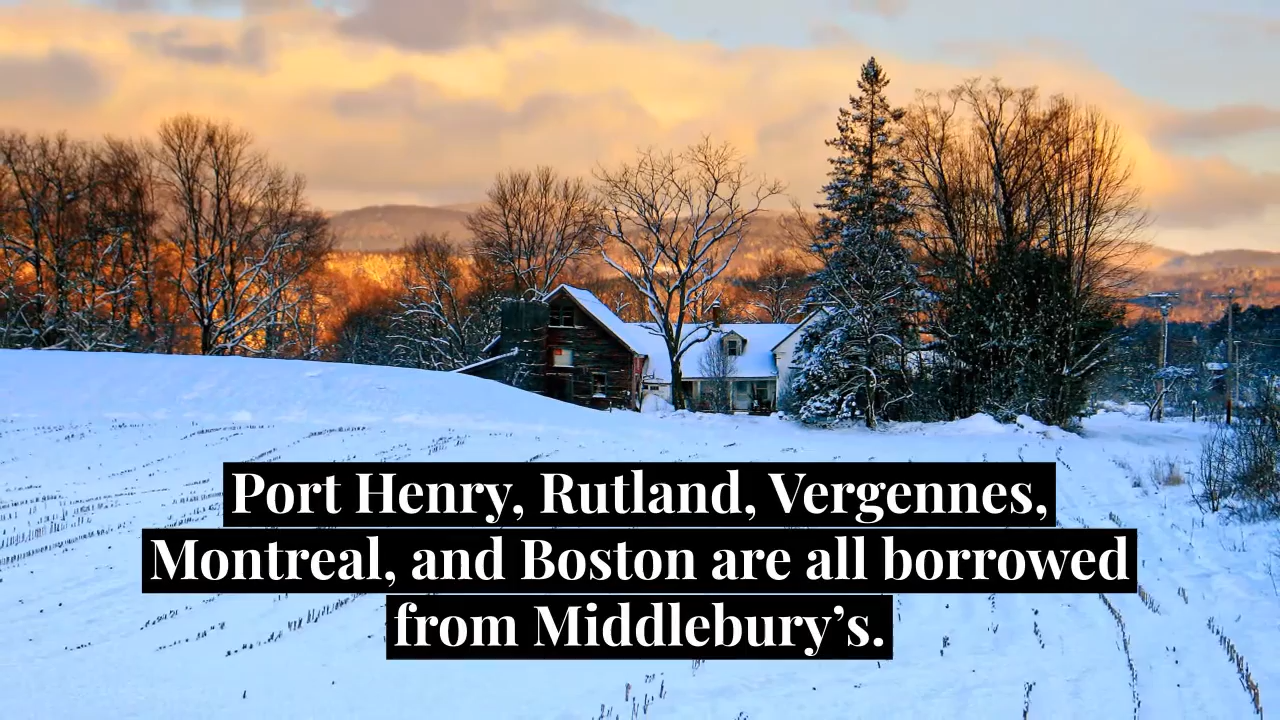 Port Henry, Rutland, Vergennes,
Montreal, and Boston are all borrowed
from Middlebury’s.